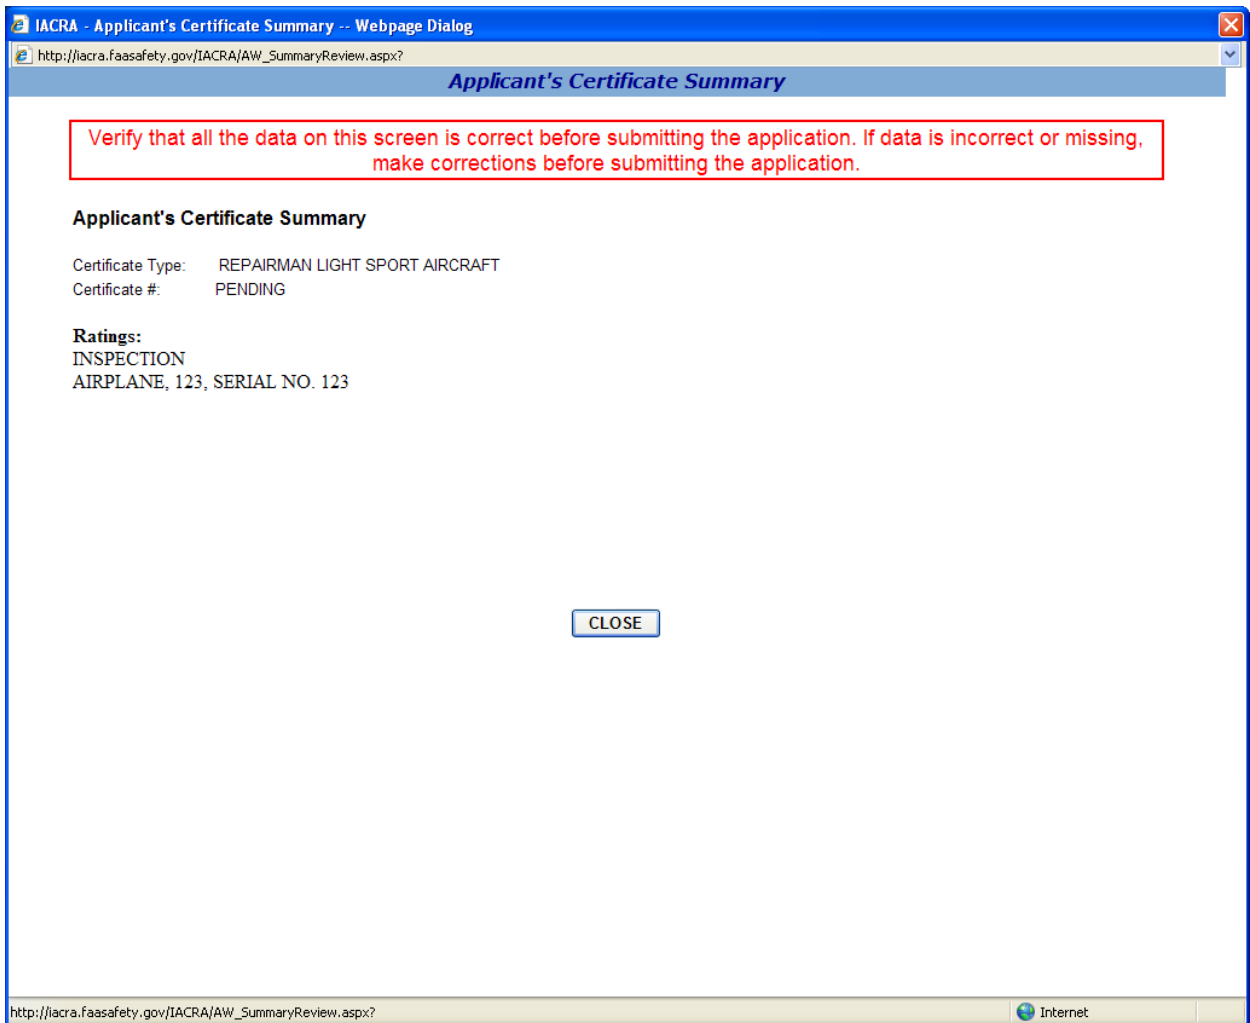 IACRA - Applicant's Certificate Summary -- Webpage Dialog
http://iacra.faasafety.gov/IACRA/AW_SummaryReview.aspx?
Applicant's Certificate Summary
Verify that all the data on this screen is correct before submitting the application. If data is incorrect or missing,
make corrections before submitting the application.
Applicant's Certificate Summary
Certificate Type: REPAIRMAN LIGHT SPORT AIRCRAFT
Certificate #: PENDING
Ratings:
INSPECTION
AIRPLANE, 123, SERIAL NO. 123
CLOSE
http://iacra.faasafety.gov/IACRA/AW_SummaryReview.aspx? Internet